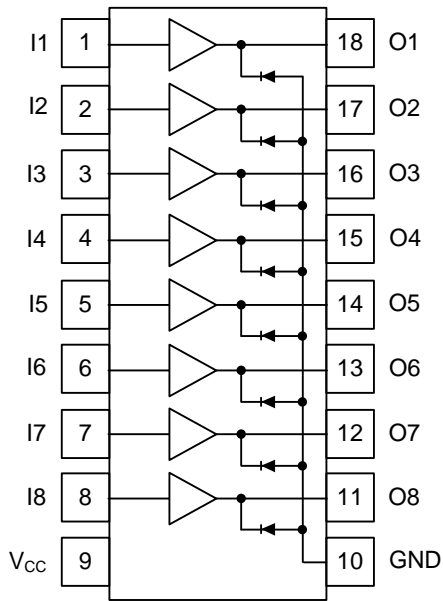 I1 1 18 O1
I2 2 17 O2
I3 3 16 O3
I4 4 15 O4
I5 5 14 O5
I6 6 13 O6
I7 7 12 O7
I8 8 11 O8
VCC 9 10 GND